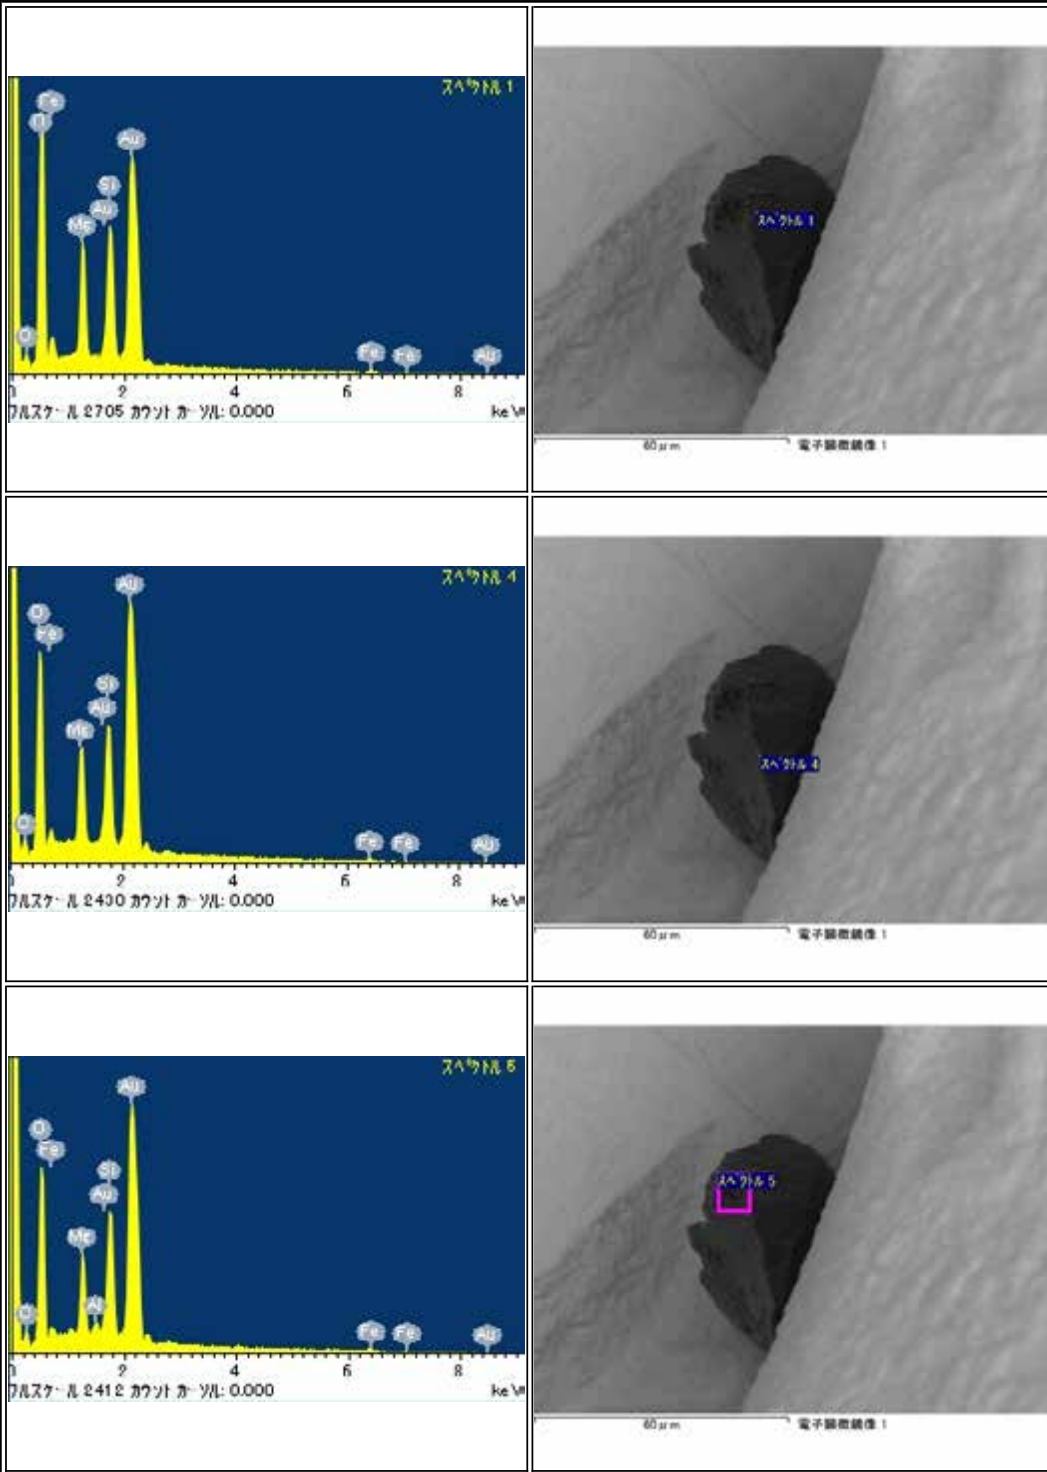 スペクトル 1
Fe
O
Au
Si
Au
Mg
Fe
Fe
Au
0 2 4 6 8
フルスケール 2705 カウント カーソル: 0.000 keV
スペクトル 1
60μm 電子顕微鏡像 1
スペクトル 4
Au
O
Fe
Si
Au
Mg
Fe
Fe
Au
2 4 6 8
フルスケール 2430 カウント カーソル: 0.000 keV
スペクトル 4
60μm 電子顕微鏡像 1
スペクトル 5
Au
O
Fe
Si
Au
Mg
Al
Fe
Fe
Au
2 4 6 8
フルスケール 2412 カウント カーソル: 0.000 keV
スペクトル 5
60μm 電子顕微鏡像 1